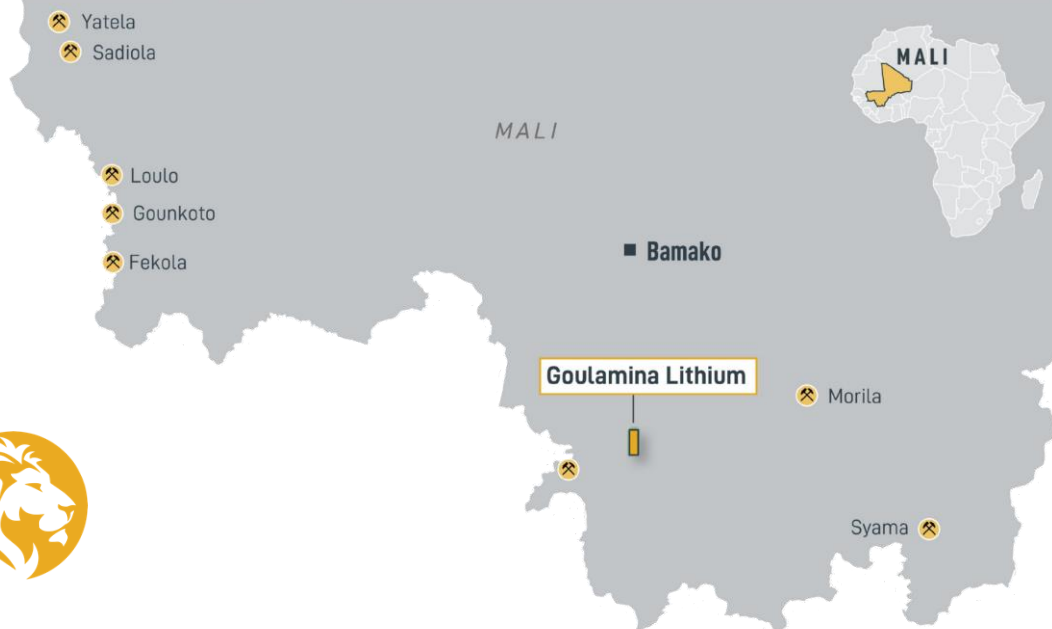 Yatela
Sadiola
MALI
MALI
Loulo
Gounkoto
Fekola
Bamako
Goulamina Lithium
Morila
Syama